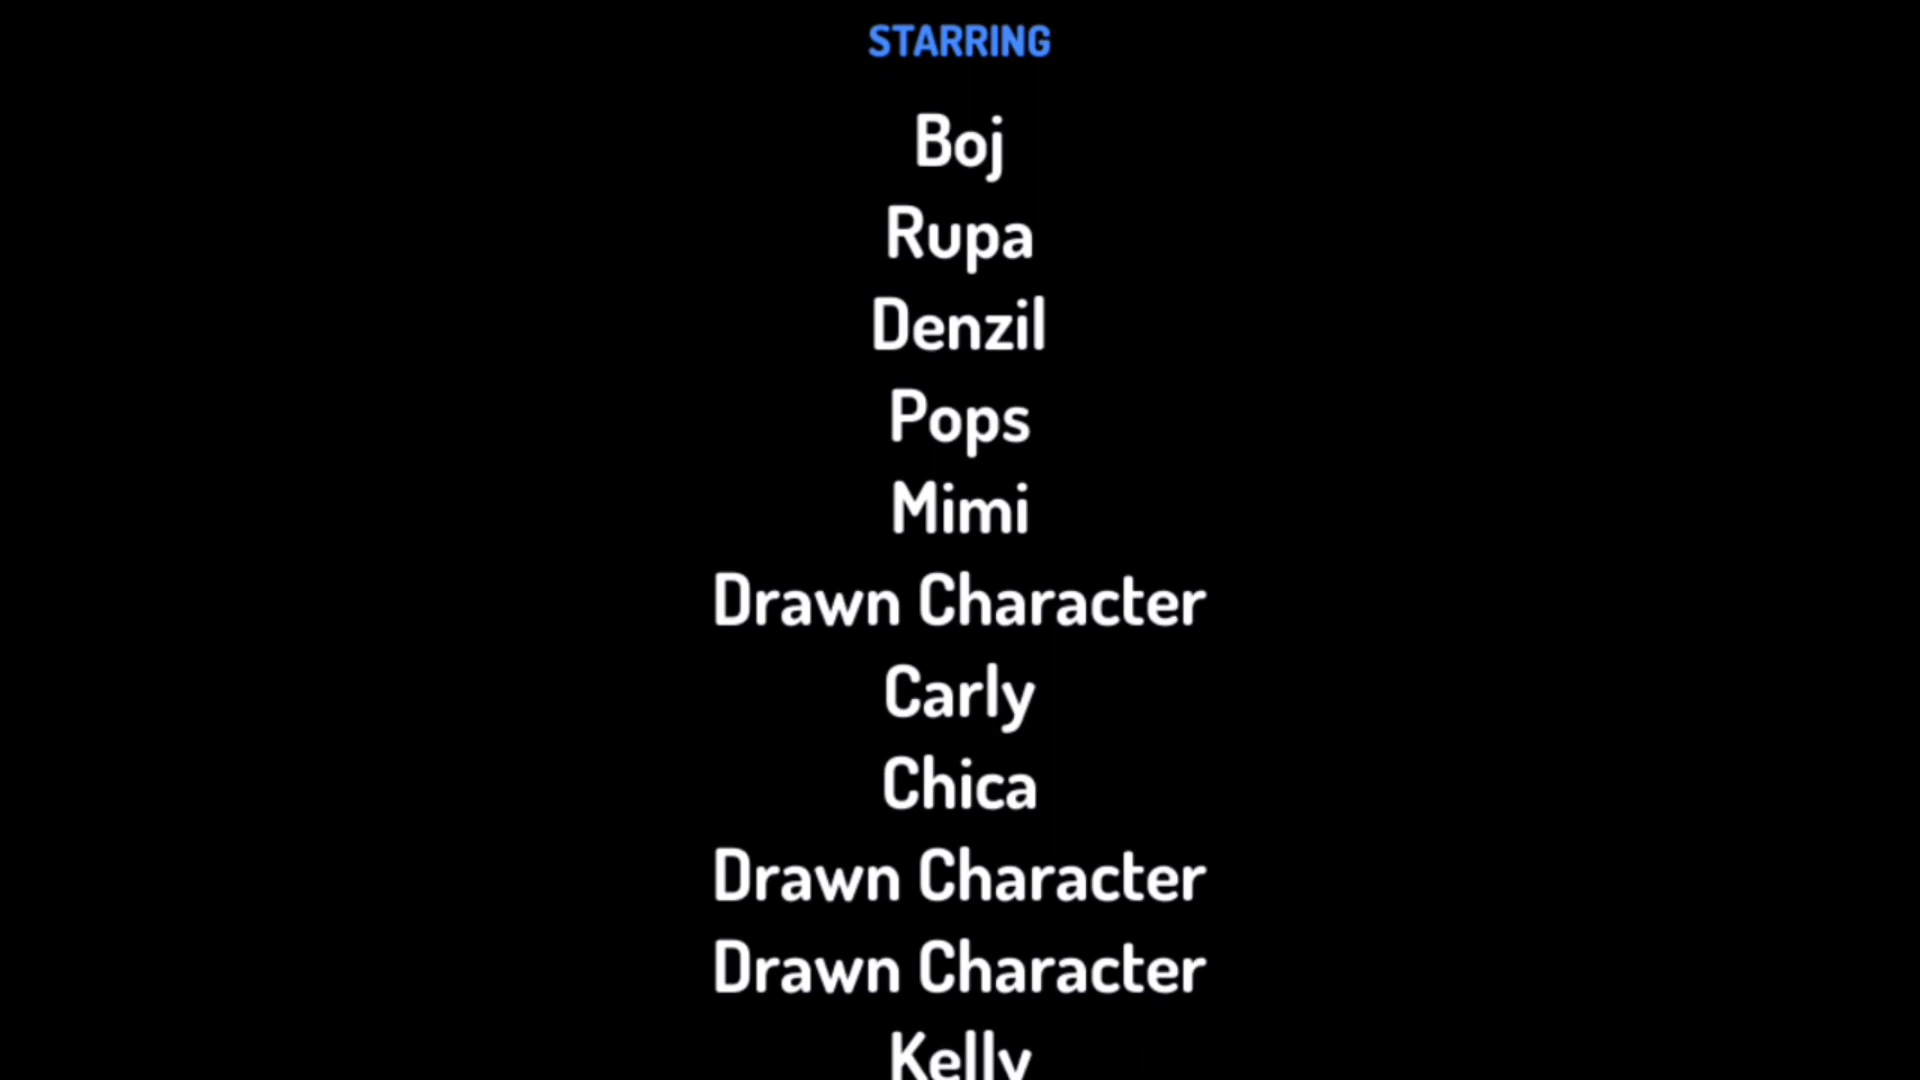 STARRING
Boj
Rupa
Denzil
Pops
Mimi
Drawn Character
Carly
Chica
Drawn Character
Drawn Character
Kelly